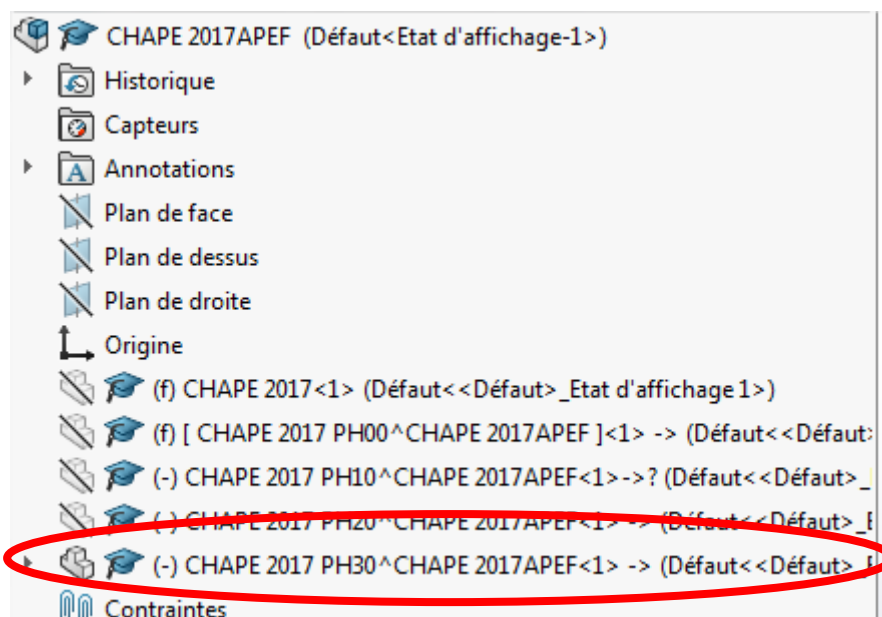 CHAPE 2017APEF (Défaut<Etat d'affichage-1>)
Historique
Capteurs
A Annotations
Plan de face
Plan de dessus
Plan de droite
Origine
(f) CHAPE 2017<1> (Défaut<<Défaut>_Etat d'affichage 1>)
(f) [ CHAPE 2017 PH00^CHAPE 2017APEF ]<1> -> (Défaut<<Défaut>
(-) CHAPE 2017 PH10^CHAPE 2017APEF<1>->? (Défaut<<Défaut>_
(-) CHAPE 2017 PH20^CHAPE 2017APEF<1> -> (Défaut<<Défaut>_E
(-) CHAPE 2017 PH30^CHAPE 2017APEF<1> -> (Défaut<<Défaut>_E
Contraintes